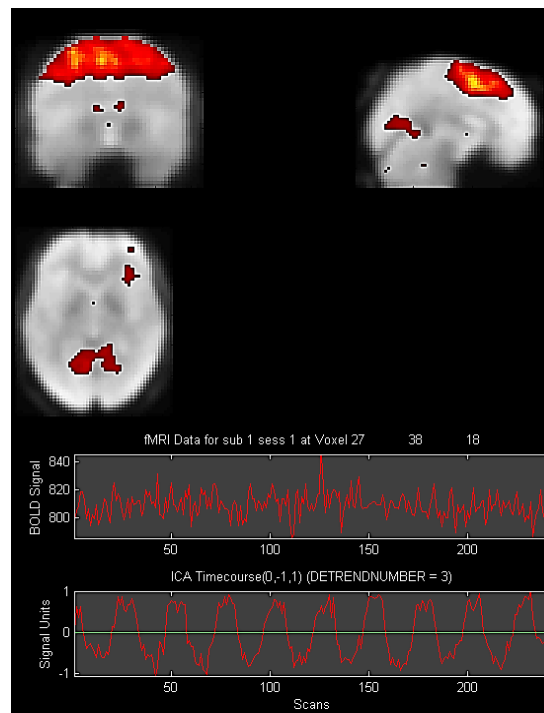 fMRI Data for sub 1 sess 1 at Voxel 27 38 18
840
820
800
BOLD Signal
50 100 150 200
Scans
ICA Timecourse(0,-1,1) (DETRENDNUMBER = 3)
1
0
-1
Signal Units
50 100 150 200
Scans